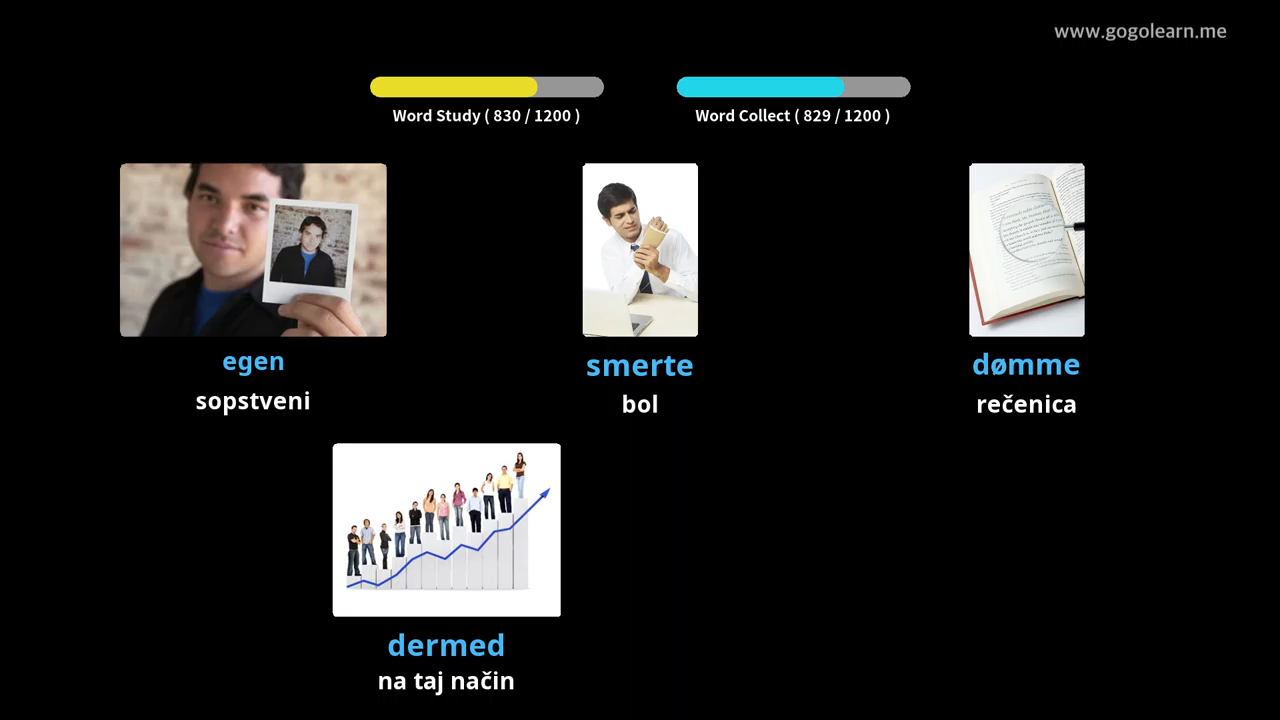 www.gogolearn.me
Word Study ( 830 / 1200 )
Word Collect ( 829 / 1200 )
egen
sopstveni
smerte
bol
dømme
rečenica
dermed
na taj način